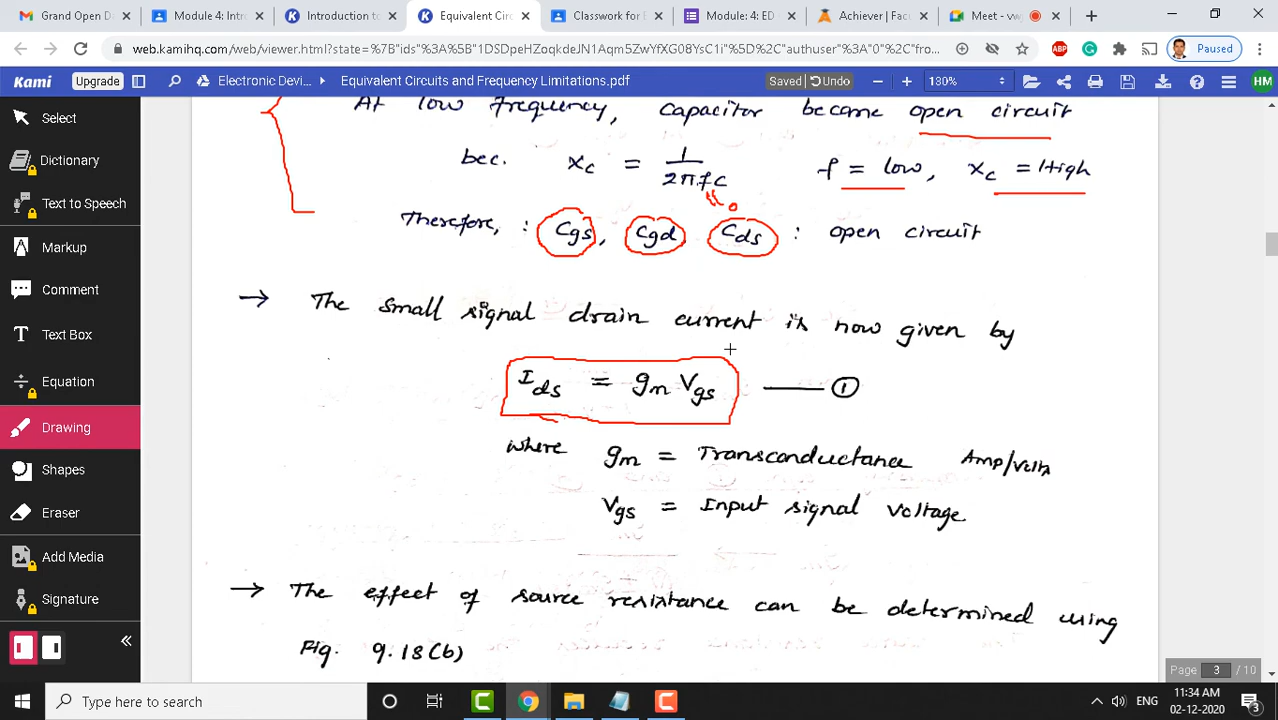 Grand Open D
Module 4: Intr
Introduction to
Equivalent Circ
Classwork for E
Module: 4: ED
Achiever | Fac
Meet - vw
web.kamihq.com/web/viewer.html?state=%7B"ids"%3A%5B"1DSDpeHZoqkdeJN1Aqm5ZwYfXG08YsC1i"%5D%2C"authuser"%3A"0"%2C"fro...
ABP
Paused
Kami
Upgrade
Electronic Devi...
Equivalent Circuits and Frequency Limitations.pdf
Saved
Undo
180%
HM
Select
Dictionary
Text to Speech
Markup
Comment
Text Box
Equation
Drawing
Shapes
Eraser
Add Media
Signature
At low frequency, capacitor become open circuit
bec. Xc = 1/2πfc f = low, Xc = High
Therefore, : Cgs, Cgd Cds : open circuit
→ The small signal drain current is now given by
Ids = gm Vgs —— ①
where gm = Transconductance Amp/volts
Vgs = Input signal voltage
→ The effect of source resistance can be determined using
Fig. 9.18(b)
Page 3 / 10
Type here to search
ENG
11:34 AM
02-12-2020